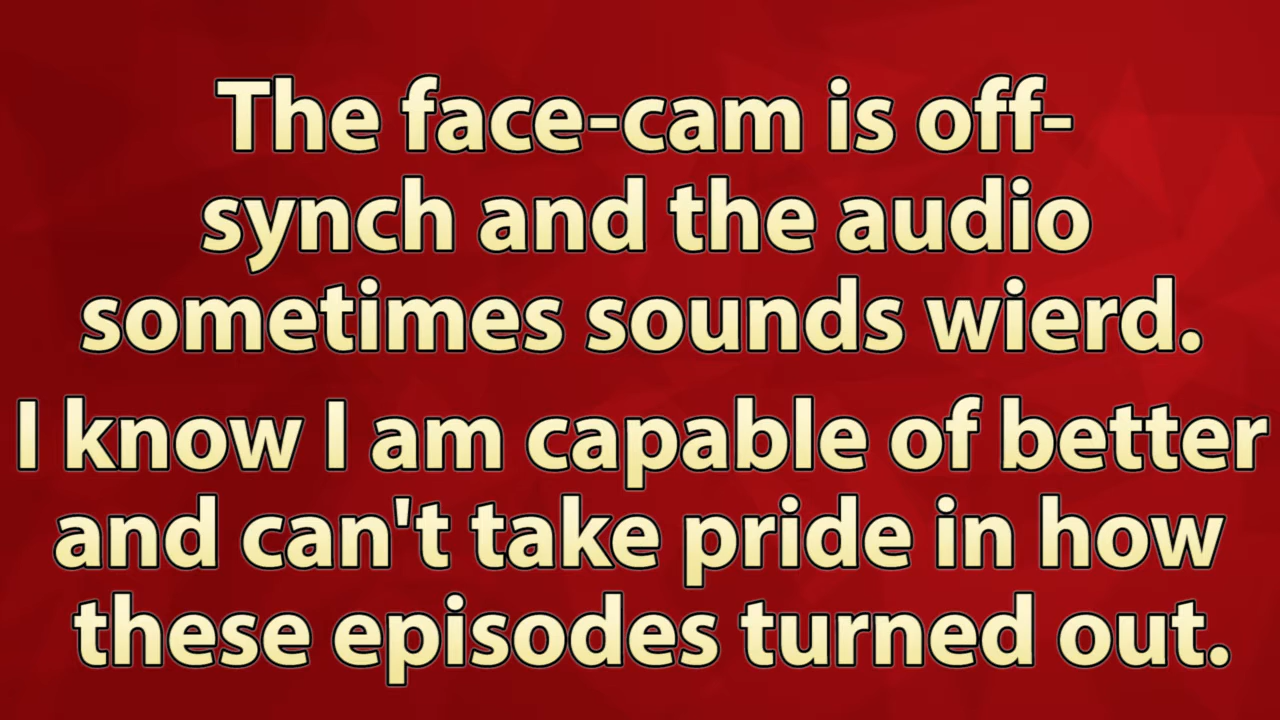 The face-cam is off-
synch and the audio
sometimes sounds wierd.
I know I am capable of better
and can't take pride in how
these episodes turned out.